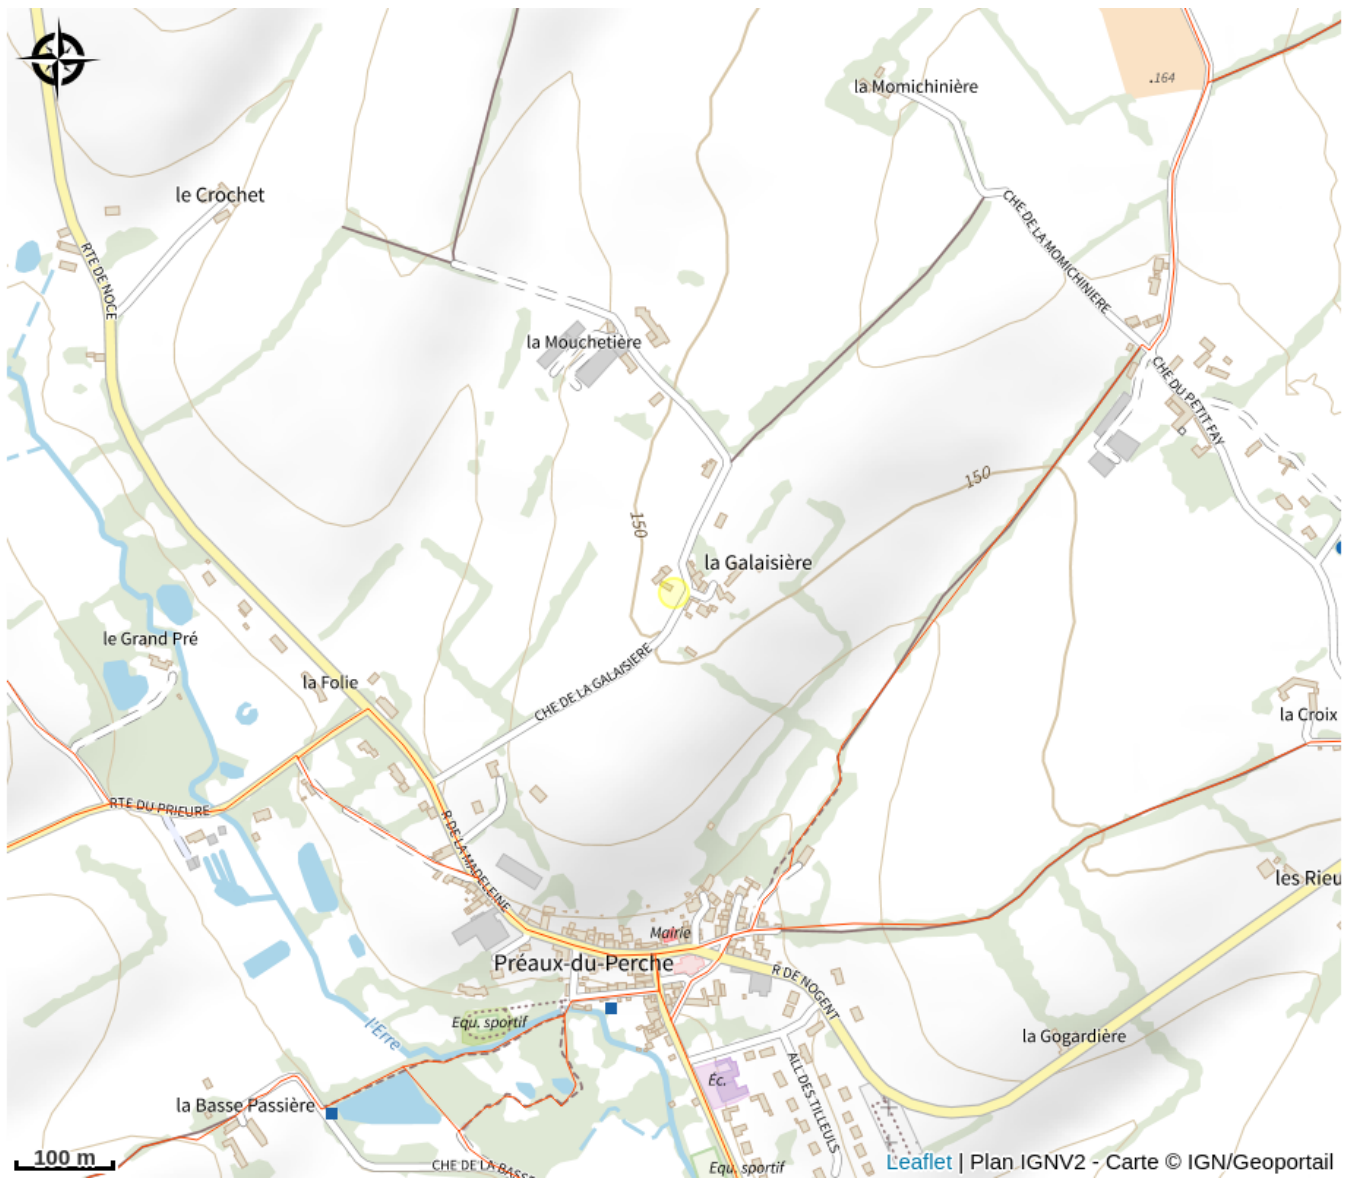 la Momichinière
.164
le Crochet
CHE DE LA MOMICHINIERE
RTE DE NOCE
la Mouchetière
CHE DU PETIT FAY
150
150
la Galaisière
le Grand Pré
CHE DE LA GALAISIERE
la Folie
la Croix
RTE DU PRIEURE
R DE LA MADELEINE
les Rieu
Mairie
Préaux-du-Perche
R DE NOGENT
l'Erre
Equ. sportif
la Gogardière
Éc.
ALL DES TILLEULS
la Basse Passière
100 m
CHE DE LA BASSE
Equ. sportif
Leaflet | Plan IGNV2 - Carte © IGN/Geoportail